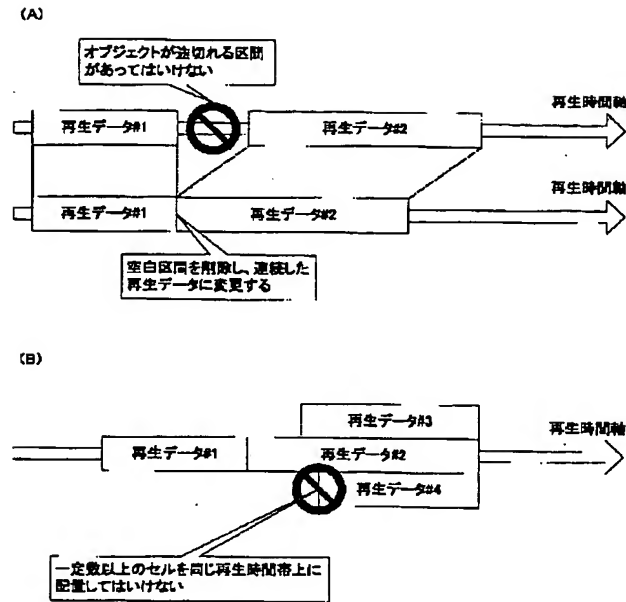 (A)
オブジェクトが途切れる区間
があってはいけない
再生時間軸
再生データ#1
再生データ#2
再生時間軸
再生データ#1
再生データ#2
空白区間を削除し、連続した
再生データに変更する
(B)
再生データ#3
再生時間軸
再生データ#1
再生データ#2
再生データ#4
一定数以上のセルを同じ再生時間帯上に
配置してはいけない